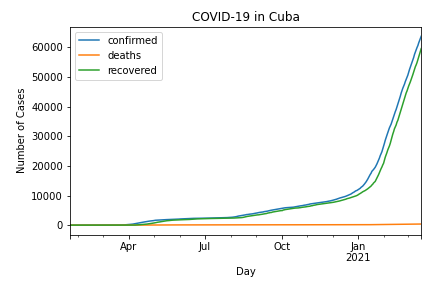 COVID-19 in Cuba
confirmed
deaths
recovered
Number of Cases
60000
50000
40000
30000
20000
10000
0
Apr
Jul
Oct
Jan
2021
Day